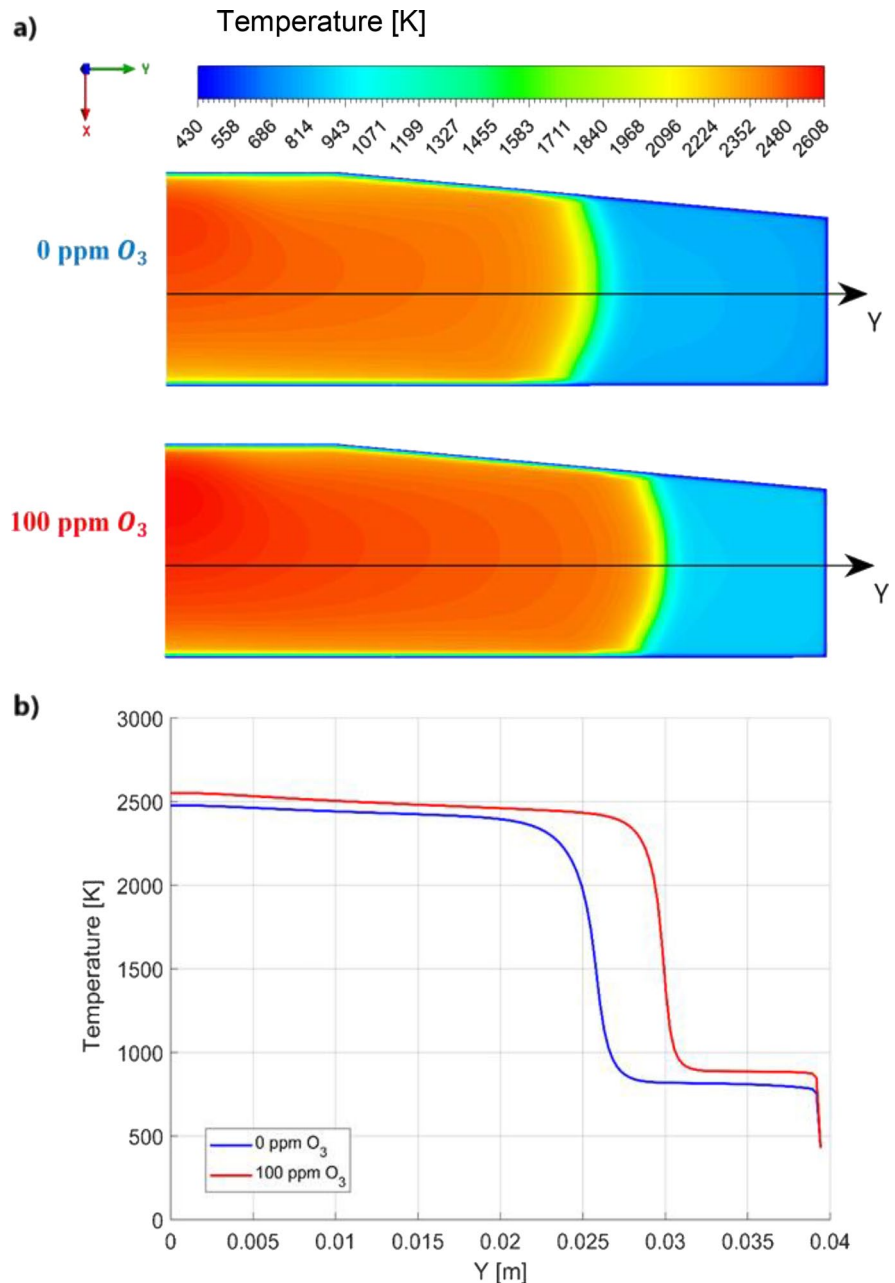 a)
Temperature [K]
Y
X
430 558 686 814 943 1071 1199 1327 1455 1583 1711 1840 1968 2096 2224 2352 2480 2608
0 ppm O₃
Y
100 ppm O₃
Y
b)
3000
2500
2000
1500
1000
500
0
Temperature [K]
0 ppm O₃
100 ppm O₃
0 0.005 0.01 0.015 0.02 0.025 0.03 0.035 0.04
Y [m]